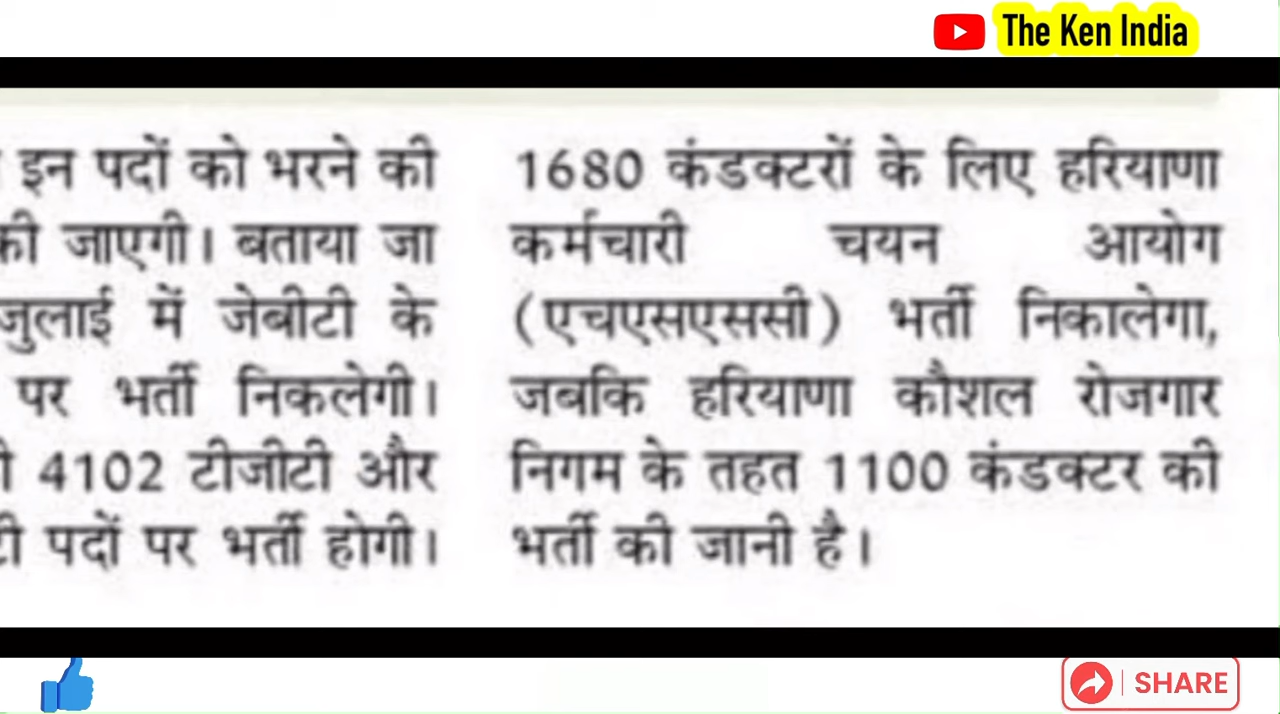 The Ken India
इन पदों को भरने की
की जाएगी। बताया जा
जुलाई में जेबीटी के
पर भर्ती निकलेगी।
4102 टीजीटी और
पदों पर भर्ती होगी।
1680 कंडक्टरों के लिए हरियाणा
कर्मचारी चयन आयोग
(एचएसएससी) भर्ती निकालेगा,
जबकि हरियाणा कौशल रोजगार
निगम के तहत 1100 कंडक्टर की
भर्ती की जानी है।
SHARE